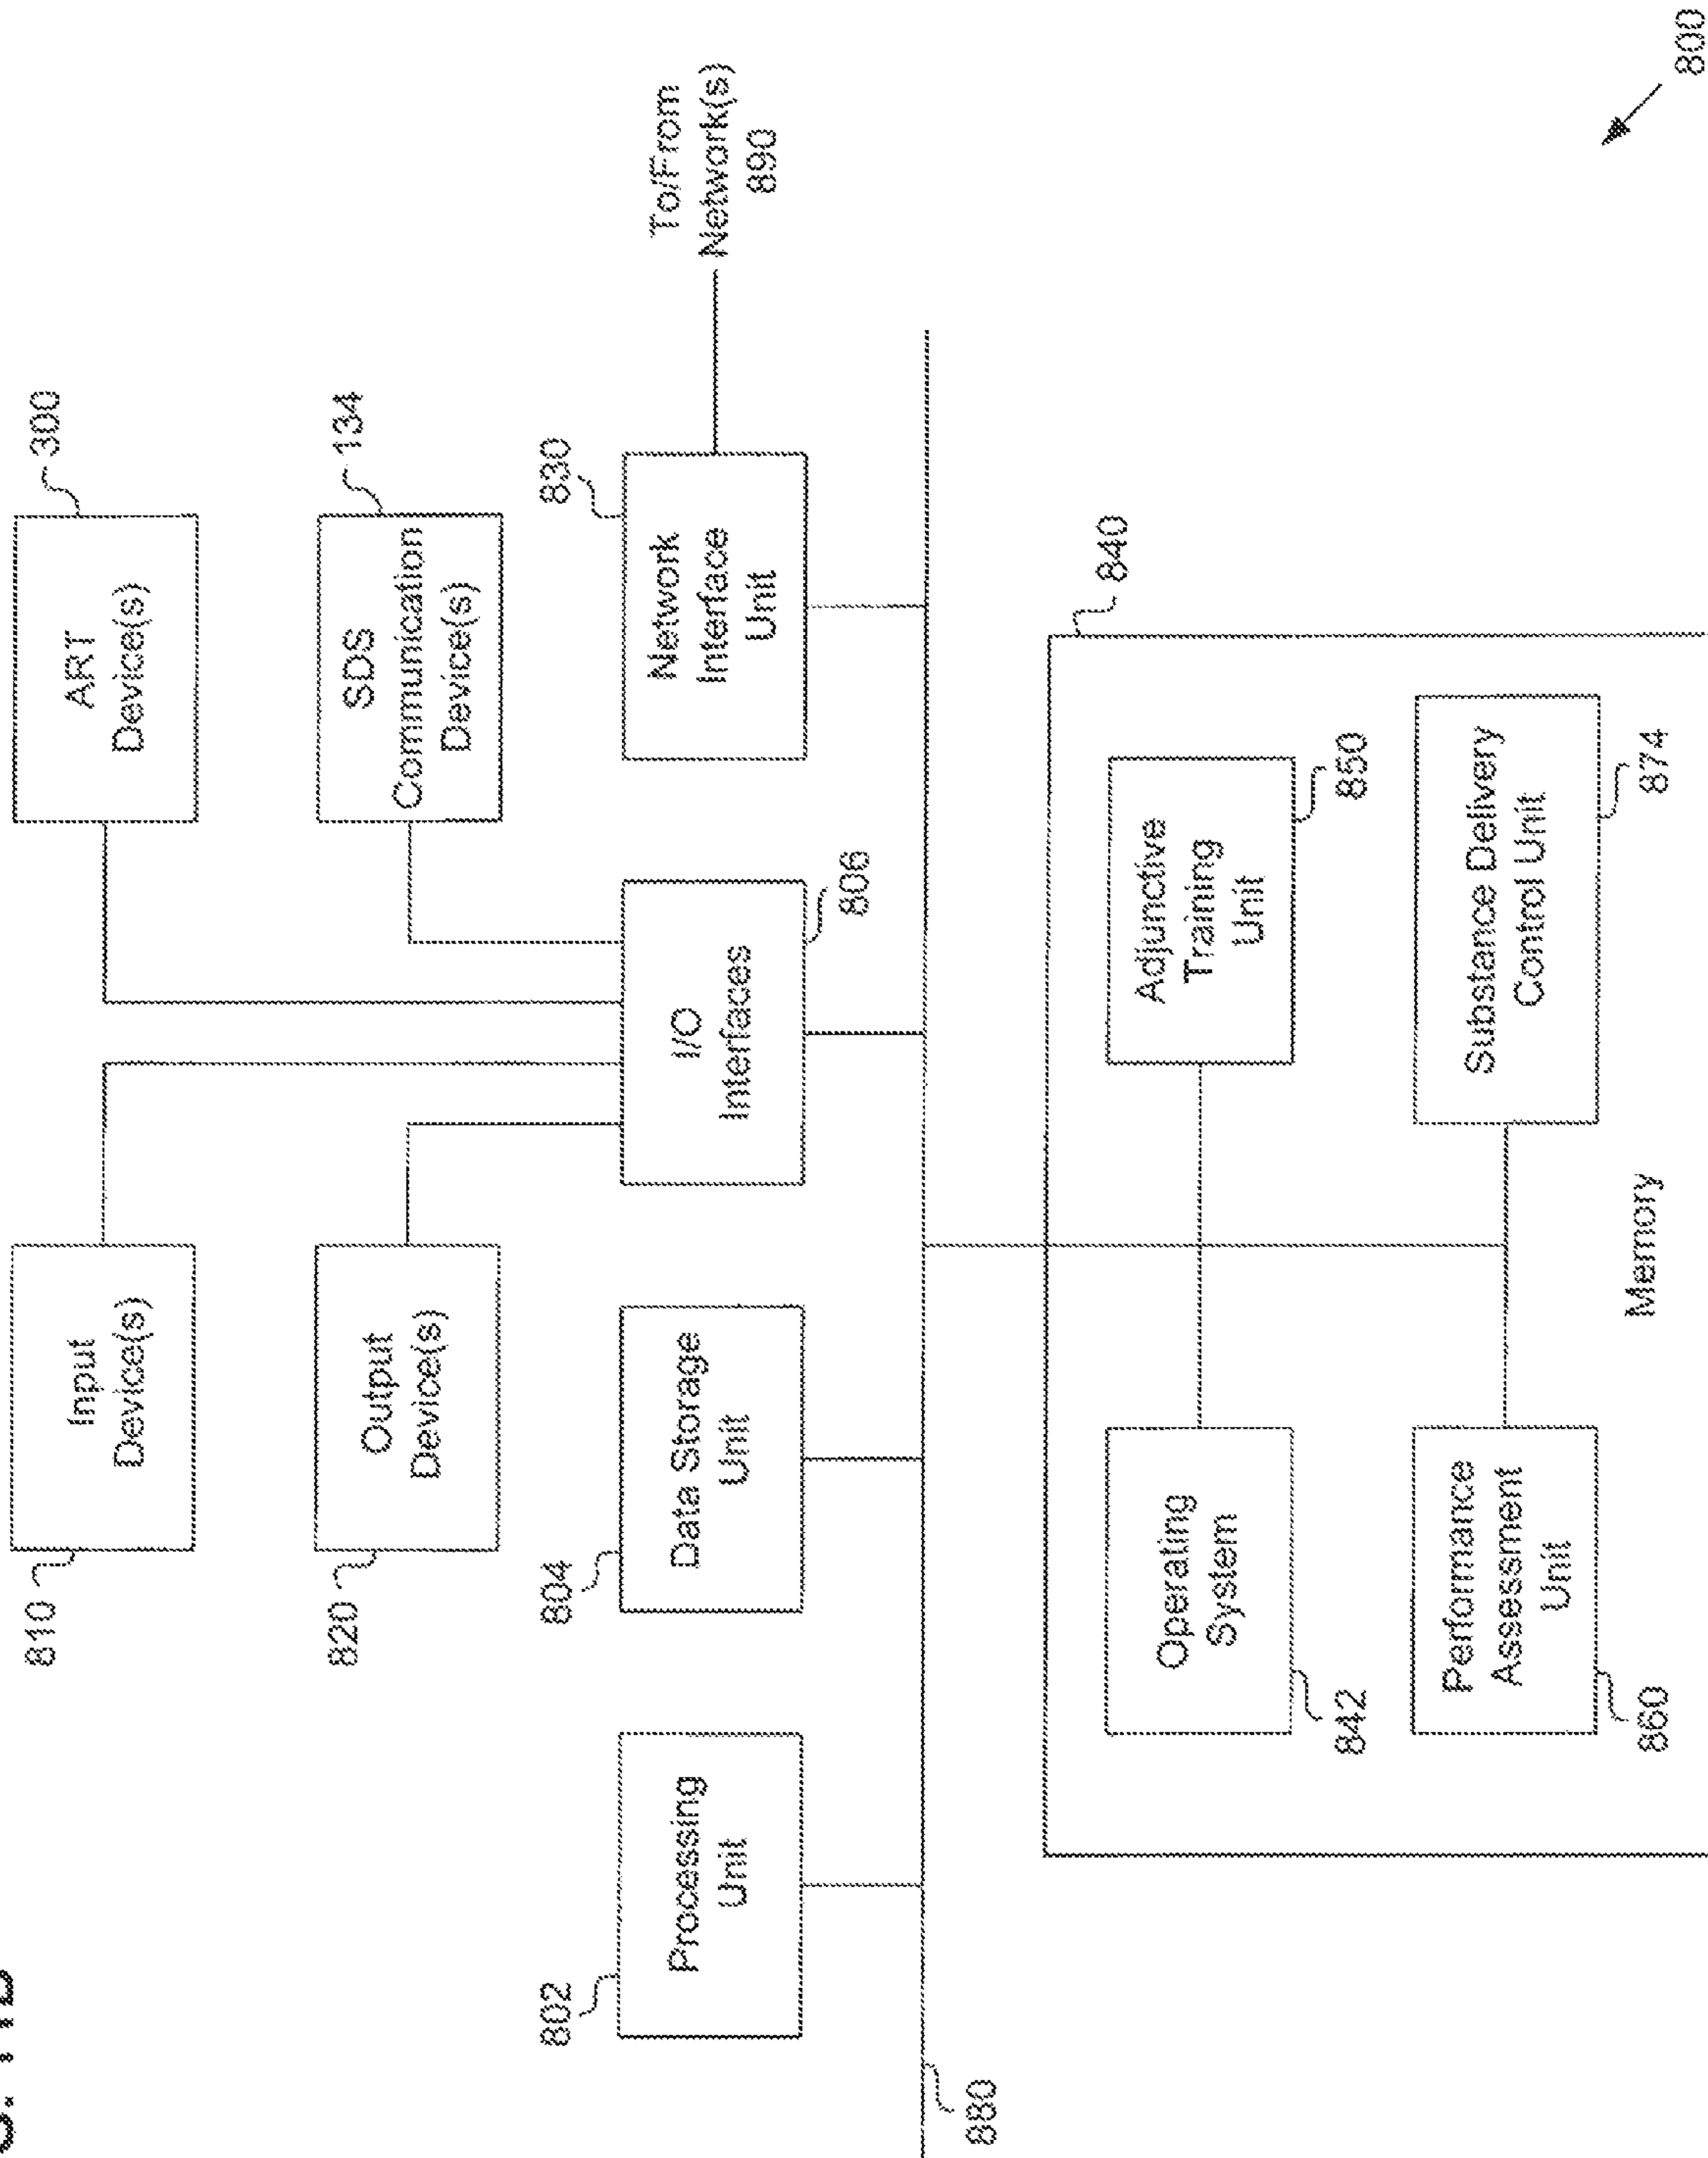 810
Input
Device(s)
ART
Device(s)
300
820
Output
Device(s)
SDS
Communication
Device(s)
134
802
Processing
Unit
804
Data Storage
Unit
I/O
Interfaces
806
830
Network
Interface
Unit
To/From
Network(s)
890
880
840
Operating
System
842
Adjunctive
Training
Unit
850
Performance
Assessment
Unit
860
Substance Delivery
Control Unit
874
Memory
800